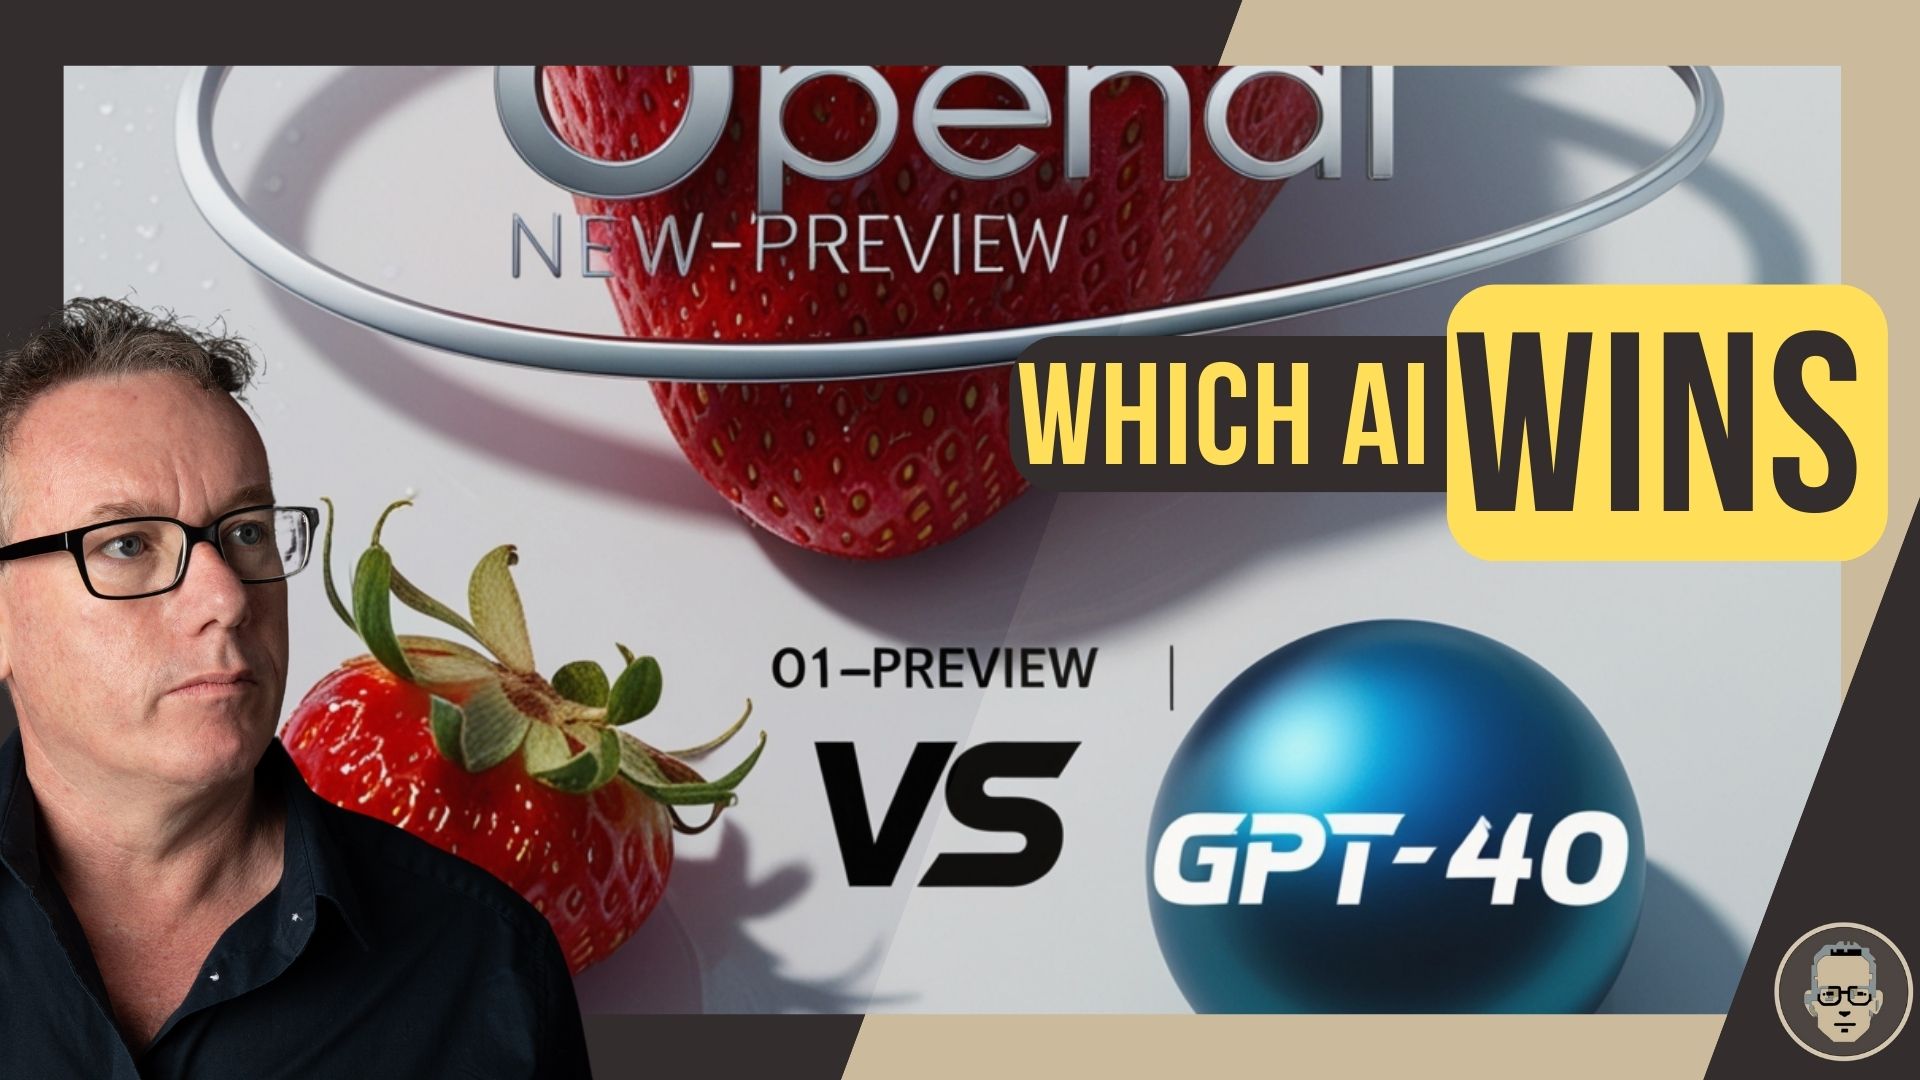 Openai
NEW-PREVIEW
WHICH AI WINS
O1–PREVIEW
VS
GPT-4O